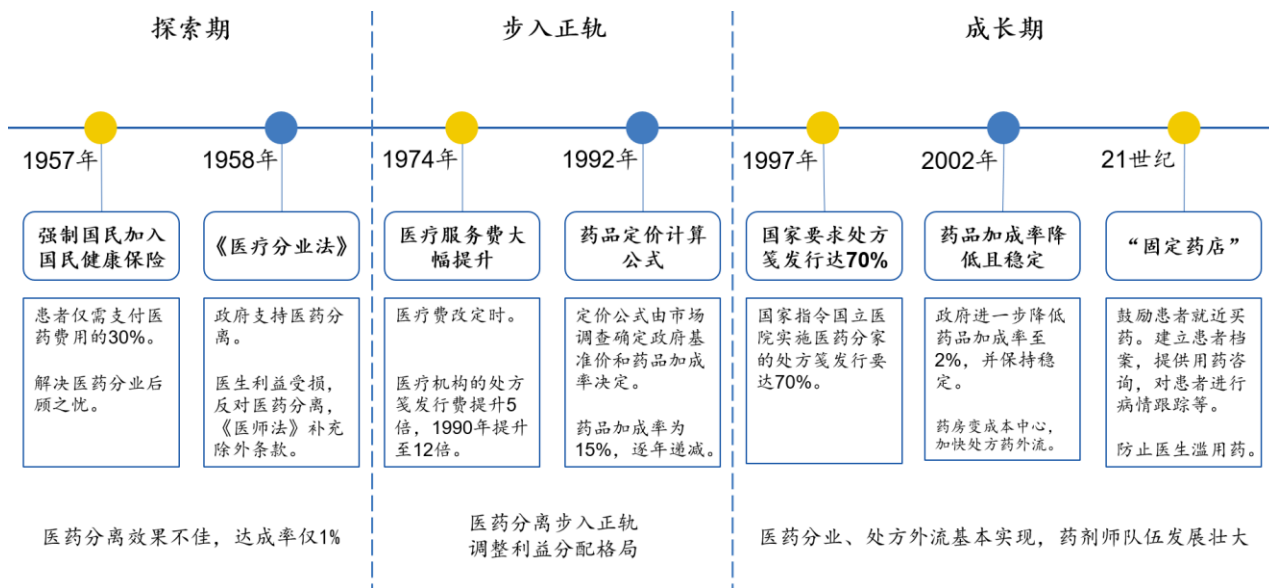 探索期
步入正轨
成长期
1957年
1958年
1974年
1992年
1997年
2002年
21世纪
强制国民加入
国民健康保险
《医疗分业法》
医疗服务费大
幅提升
药品定价计算
公式
国家要求处方
笺发行达70%
药品加成率降
低且稳定
“固定药店”
患者仅需支付医
药费用的30%。
解决医药分业后
顾之忧。
政府支持医药分
离。
医生利益受损，
反对医药分离，
《医师法》补充
除外条款。
医疗费改定时。
医疗机构的处方
笺发行费提升5
倍，1990年提升
至12倍。
定价公式由市场
调查确定政府基
准价和药品加成
率决定。
药品加成率为
15%，逐年递减。
国家指令国立医
院实施医药分家
的处方笺发行要
达70%。
政府进一步降低
药品加成率至
2%，并保持稳
定。
药房变成本中心，
加快处方药外流。
鼓励患者就近买
药。建立患者档
案，提供用药咨
询，对患者进行
病情跟踪等。
防止医生滥用药。
医药分离效果不佳，达成率仅1%
医药分离步入正轨
调整利益分配格局
医药分业、处方外流基本实现，药剂师队伍发展壮大